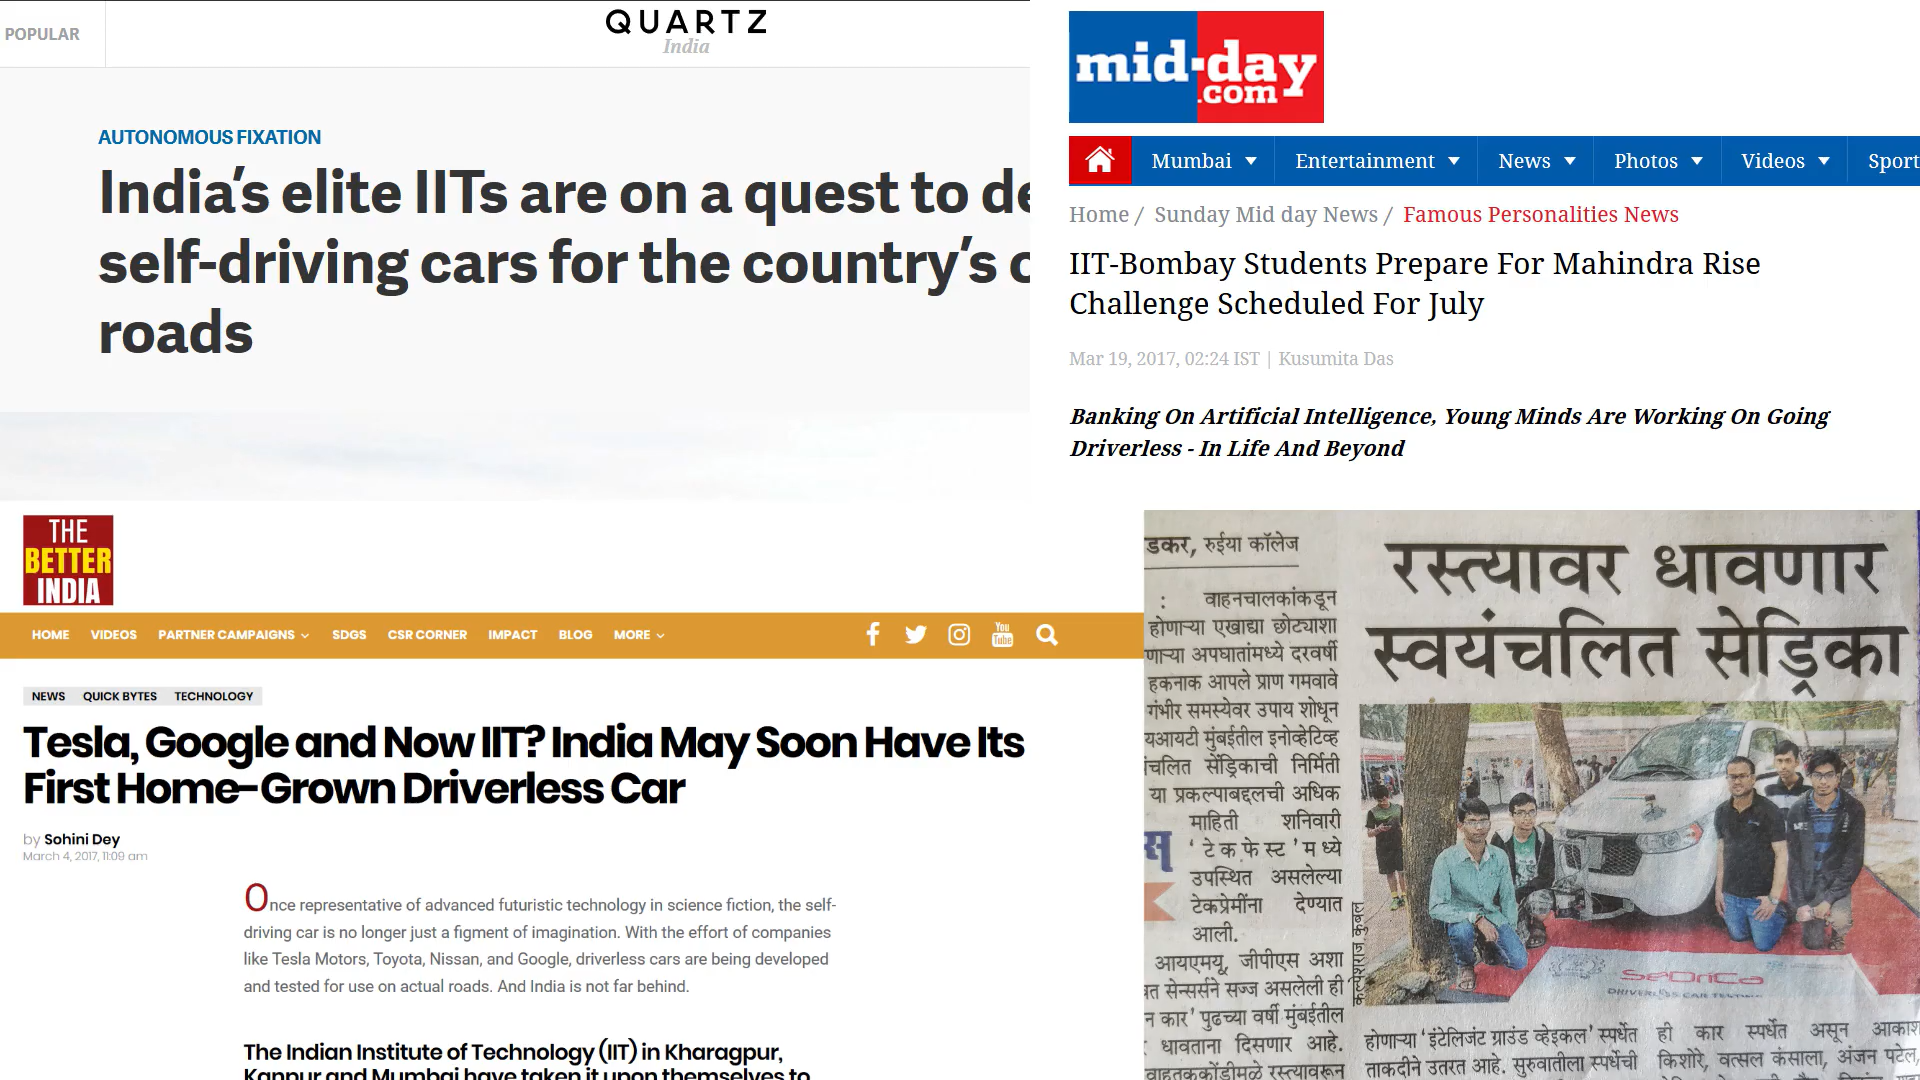 POPULAR
QUARTZ
India
AUTONOMOUS FIXATION
India's elite IITs are on a quest to de
self-driving cars for the country's c
roads
mid-day
.com
Mumbai
Entertainment
News
Photos
Videos
Sport
Home / Sunday Mid day News / Famous Personalities News
IIT-Bombay Students Prepare For Mahindra Rise
Challenge Scheduled For July
Mar 19, 2017, 02:24 IST | Kusumita Das
Banking On Artificial Intelligence, Young Minds Are Working On Going
Driverless - In Life And Beyond
THE
BETTER
INDIA
HOME VIDEOS PARTNER CAMPAIGNS SDGS CSR CORNER IMPACT BLOG MORE
You
Tube
NEWS QUICK BYTES TECHNOLOGY
Tesla, Google and Now IIT? India May Soon Have Its
First Home-Grown Driverless Car
by Sohini Dey
March 4, 2017, 11:09 am
Once representative of advanced futuristic technology in science fiction, the self-
driving car is no longer just a figment of imagination. With the effort of companies
like Tesla Motors, Toyota, Nissan, and Google, driverless cars are being developed
and tested for use on actual roads. And India is not far behind.
The Indian Institute of Technology (IIT) in Kharagpur,
Kanpur and Mumbai have taken it upon themselves to
डकर, रुईया कॉलेज
: वाहनचालकांकडून
होणाऱ्या एखाद्या छोट्याशा
णाऱ्या अपघातांमध्ये दरवर्षी
हकनाक आपले प्राण गमवावे
गंभीर समस्येवर उपाय शोधून
यआयटी मुंबईतील इनोव्हेटिव्ह
चलित सेड्रिकाची निर्मिती
या प्रकल्पाबद्दलची अधिक
माहिती शनिवारी
'टेकफेस्ट'मध्ये
उपस्थित असलेल्या
टेकप्रेमींना देण्यात
आली.
आयएमयू, जीपीएस अशा
त सेन्सर्सने सज्ज असलेली ही
न कार' पुढच्या वर्षी मुंबईतील
धावताना दिसणार आहे.
वाहतूककोंडीमुळे रस्त्यावरून
स्
रस्त्यावर धावणार
स्वयंचलित सेड्रिका
SeDriCa
DRIVERLESS CAR
होणाऱ्या 'इंटेलिजंट ग्राउंड व्हेइकल' स्पर्धेत
ताकदीने उतरत आहे. सुरुवातीला स्पर्धेची
ही कार स्पर्धेत असून आकाश
किशोरे, वत्सल कंसाला, अंजन पटेल,